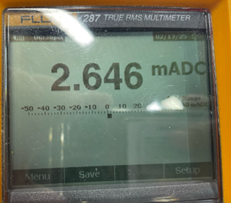 287 TRUE RMS MULTIMETER
2.646 mADC
-50 -40 -30 -20 -10 0 10 20
Menu Save Setup